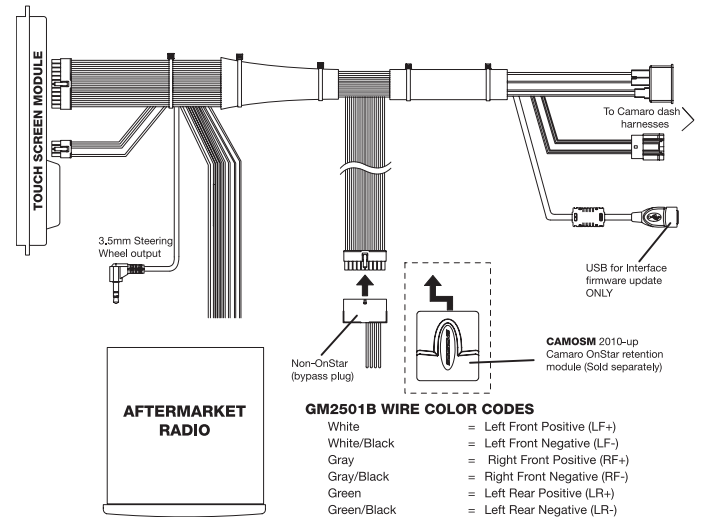 TOUCH SCREEN MODULE
To Camaro dash
harnesses
3.5mm Steering
Wheel output
USB for Interface
firmware update
ONLY
Non-OnStar
(bypass plug)
CAMOSM 2010-up
Camaro OnStar retention
module (Sold separately)
AFTERMARKET
RADIO
GM2501B WIRE COLOR CODES
White = Left Front Positive (LF+)
White/Black = Left Front Negative (LF-)
Gray = Right Front Positive (RF+)
Gray/Black = Right Front Negative (RF-)
Green = Left Rear Positive (LR+)
Green/Black = Left Rear Negative (LR-)